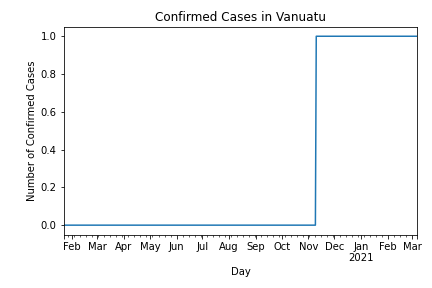 Confirmed Cases in Vanuatu
Number of Confirmed Cases
1.0
0.8
0.6
0.4
0.2
0.0
Feb Mar Apr May Jun Jul Aug Sep Oct Nov Dec Jan Feb Mar
2021
Day